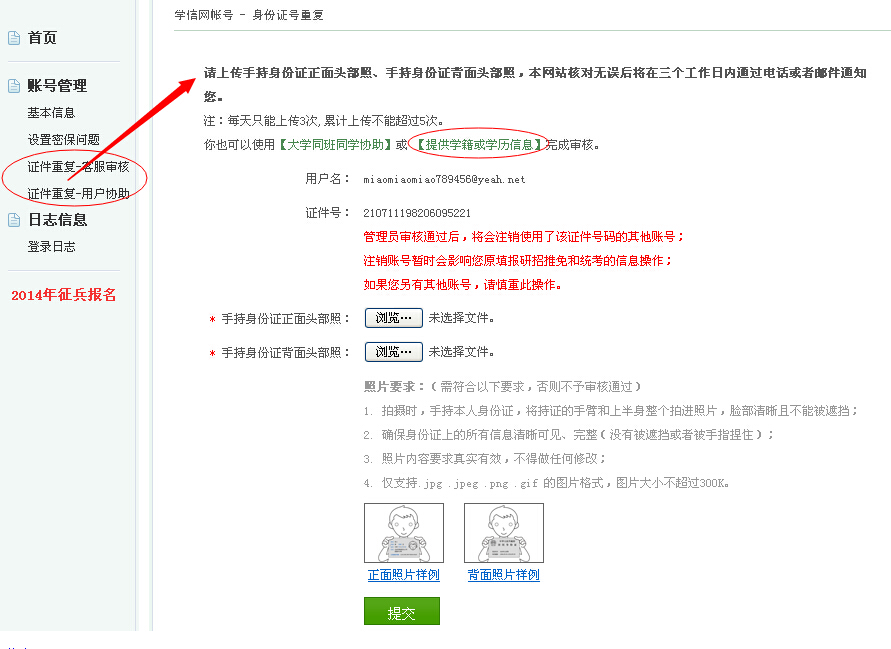 首页
账号管理
基本信息
设置密保问题
证件重复-客服审核
证件重复-用户协助
日志信息
登录日志
2014年征兵报名
学信网帐号 - 身份证号重复
请上传手持身份证正面头部照、手持身份证背面头部照，本网站核对无误后将在三个工作日内通过电话或者邮件通知
您。
注：每天只能上传3次,累计上传不能超过5次。
你也可以使用【大学同班同学协助】或【提供学籍或学历信息】完成审核。
用户名： miaomiaomiao789456@yeah.net
证件号： 210711198206095221
管理员审核通过后，将会注销使用了该证件号码的其他账号；
注销账号暂时会影响您原填报研招推免和统考的信息操作；
如果您另有其他账号，请慎重此操作。
* 手持身份证正面头部照： 浏览… 未选择文件。
* 手持身份证背面头部照： 浏览… 未选择文件。
照片要求：（需符合以下要求，否则不予审核通过）
1. 拍摄时，手持本人身份证，将持证的手臂和上半身整个拍进照片，脸部清晰且不能被遮挡；
2. 确保身份证上的所有信息清晰可见、完整（没有被遮挡或者被手指捏住）；
3. 照片内容要求真实有效，不得做任何修改；
4. 仅支持.jpg .jpeg .png .gif 的图片格式，图片大小不超过300K。
正面照片样例 背面照片样例
提交